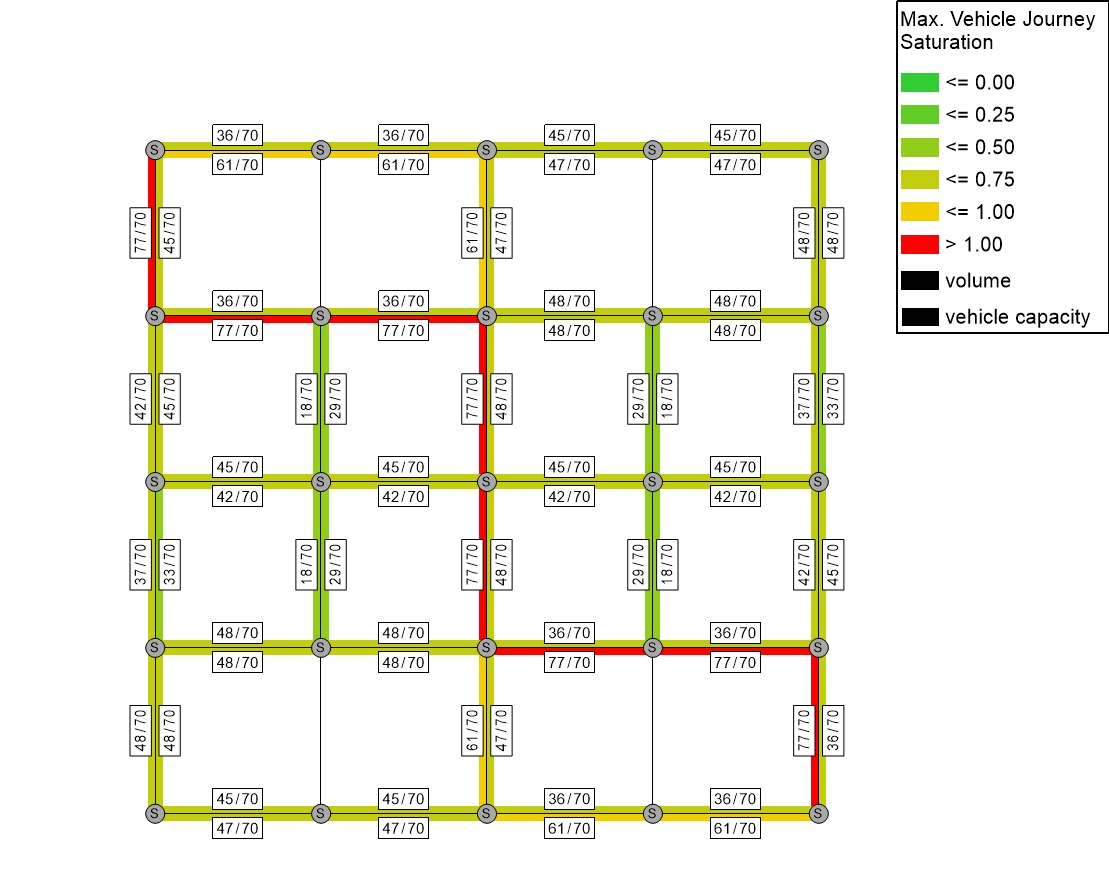 Max. Vehicle Journey
Saturation
<= 0.00
<= 0.25
<= 0.50
<= 0.75
<= 1.00
> 1.00
volume
vehicle capacity
36/70 36/70 45/70 45/70
S S S S S
61/70 61/70 47/70 47/70
77/70 45/70 61/70 47/70 48/70 48/70
36/70 36/70 48/70 48/70
S S S S S
77/70 77/70 48/70 48/70
42/70 45/70 18/70 29/70 77/70 48/70 29/70 18/70 37/70 33/70
45/70 45/70 45/70 45/70
S S S S S
42/70 42/70 42/70 42/70
37/70 33/70 18/70 29/70 77/70 48/70 29/70 18/70 42/70 45/70
48/70 48/70 36/70 36/70
S S S S S
48/70 48/70 77/70 77/70
48/70 48/70 61/70 47/70 77/70 36/70
45/70 45/70 36/70 36/70
S S S S S
47/70 47/70 61/70 61/70